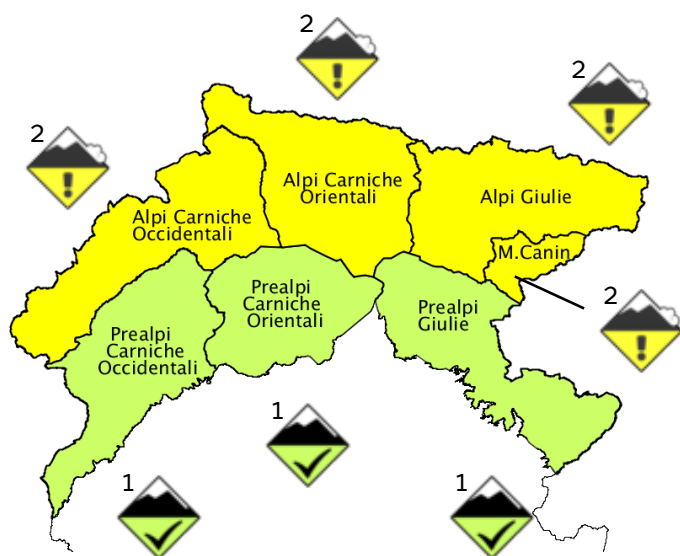 2
2
2
Alpi Carniche
Orientali
Alpi Giulie
Alpi Carniche
Occidentali
M.Canin
Prealpi
Carniche
Orientali
2
Prealpi
Giulie
Prealpi
Carniche
Occidentali
1
1
1